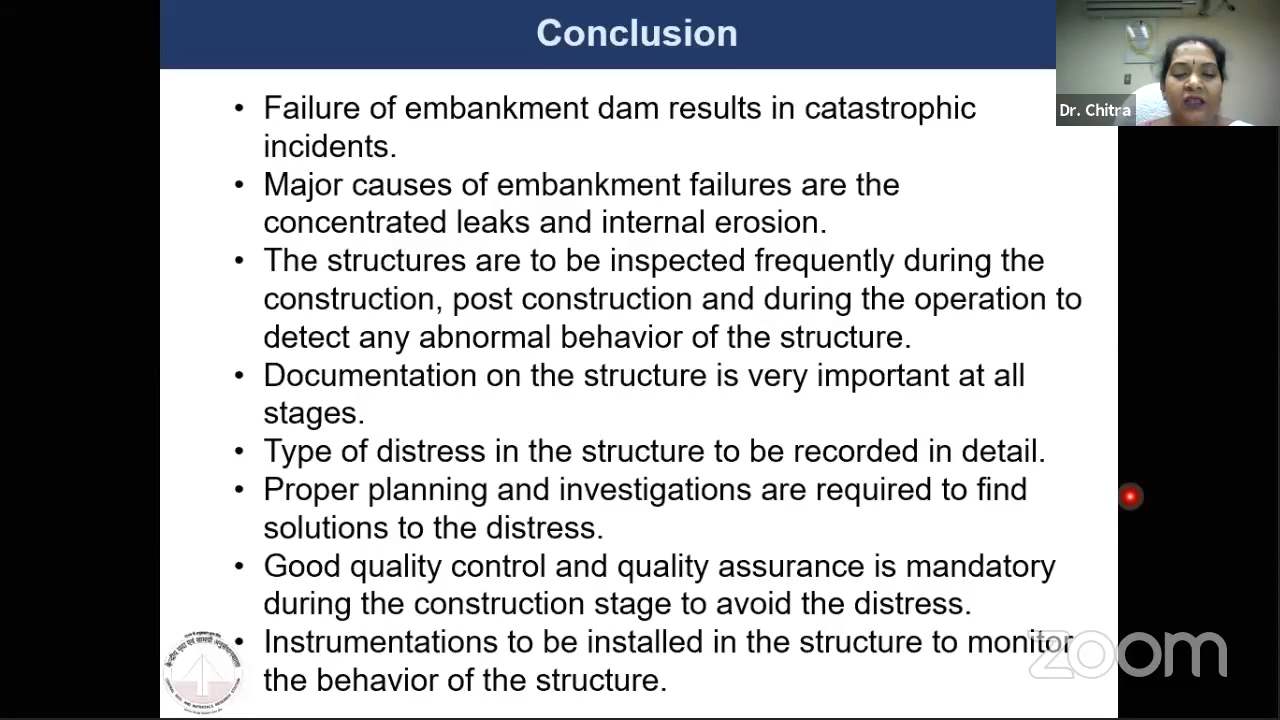 Conclusion
Dr. Chitra
• Failure of embankment dam results in catastrophic
incidents.
• Major causes of embankment failures are the
concentrated leaks and internal erosion.
• The structures are to be inspected frequently during the
construction, post construction and during the operation to
detect any abnormal behavior of the structure.
• Documentation on the structure is very important at all
stages.
• Type of distress in the structure to be recorded in detail.
• Proper planning and investigations are required to find
solutions to the distress.
• Good quality control and quality assurance is mandatory
during the construction stage to avoid the distress.
• Instrumentations to be installed in the structure to monitor
the behavior of the structure.
zoom